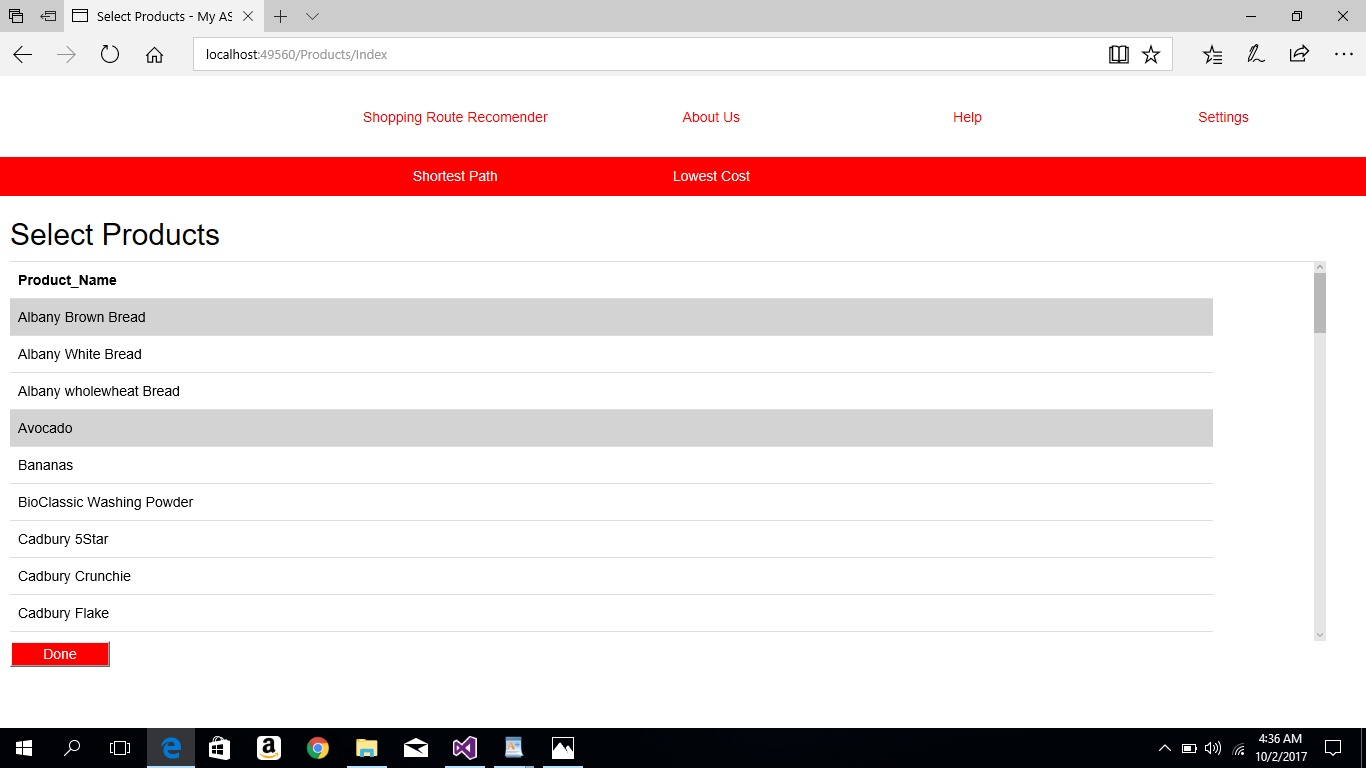 Select Products - My AS
localhost:49560/Products/Index
Shopping Route Recomender About Us Help Settings
Shortest Path Lowest Cost
Select Products
Product_Name
Albany Brown Bread
Albany White Bread
Albany wholewheat Bread
Avocado
Bananas
BioClassic Washing Powder
Cadbury 5Star
Cadbury Crunchie
Cadbury Flake
Done
4:36 AM
10/2/2017